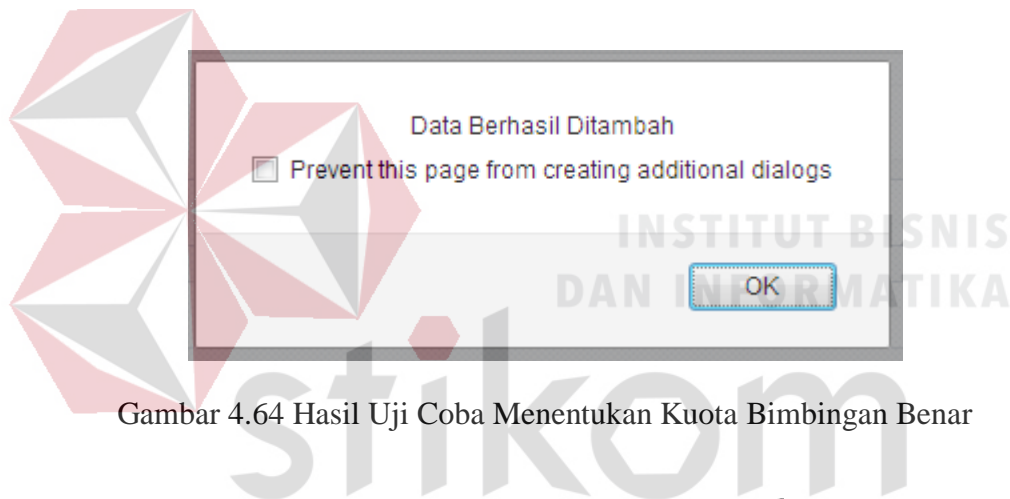 Data Berhasil Ditambah
Prevent this page from creating additional dialogs
INSTITUT BISNIS
DAN INFORMATIKA
OK
stikom
Gambar 4.64 Hasil Uji Coba Menentukan Kuota Bimbingan Benar